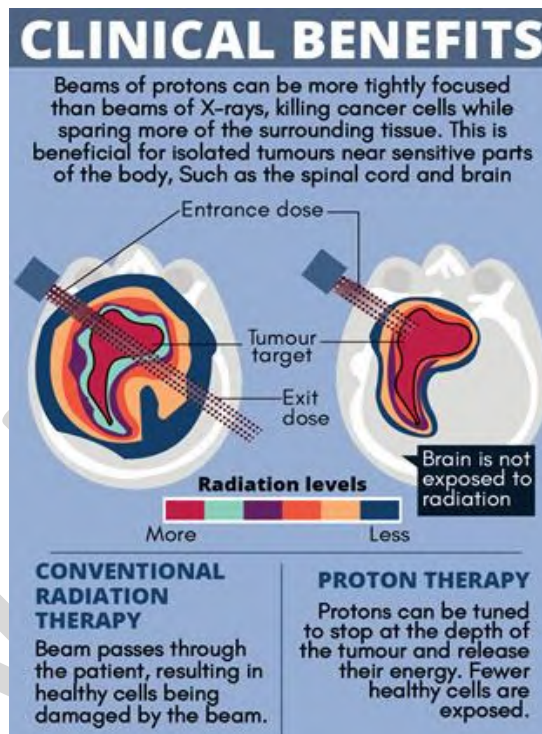 CLINICAL BENEFITS
Beams of protons can be more tightly focused
than beams of X-rays, killing cancer cells while
sparing more of the surrounding tissue. This is
beneficial for isolated tumours near sensitive parts
of the body, Such as the spinal cord and brain
Entrance dose
Tumour
target
Exit
dose
Brain is not
exposed to
radiation
Radiation levels
More
Less
CONVENTIONAL
RADIATION
THERAPY
Beam passes through
the patient, resulting in
healthy cells being
damaged by the beam.
PROTON THERAPY
Protons can be tuned
to stop at the depth of
the tumour and release
their energy. Fewer
healthy cells are
exposed.